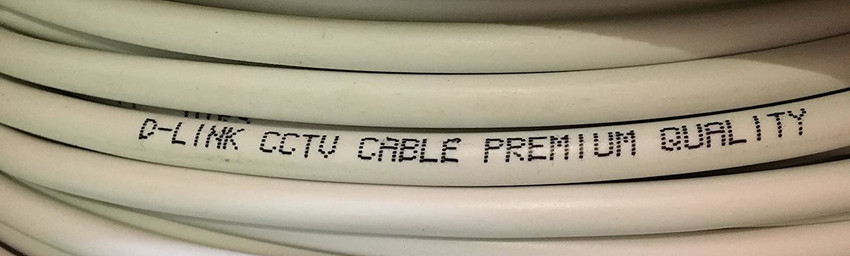 D-LINK CCTV CABLE PREMIUM QUALITY